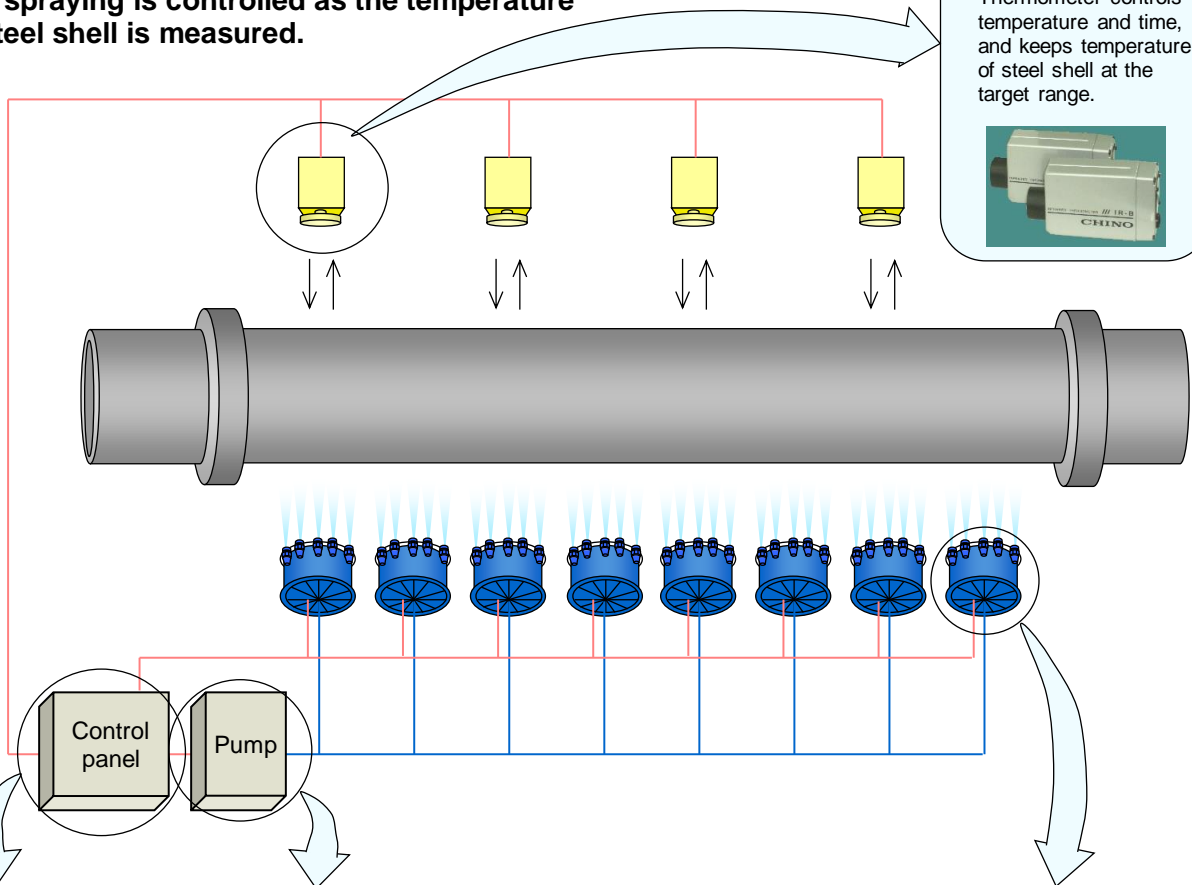 spraying is controlled as the temperature
steel shell is measured.
Thermometer controls
temperature and time,
and keeps temperature
of steel shell at the
target range.
IR-B
CHINO
Control
panel
Pump